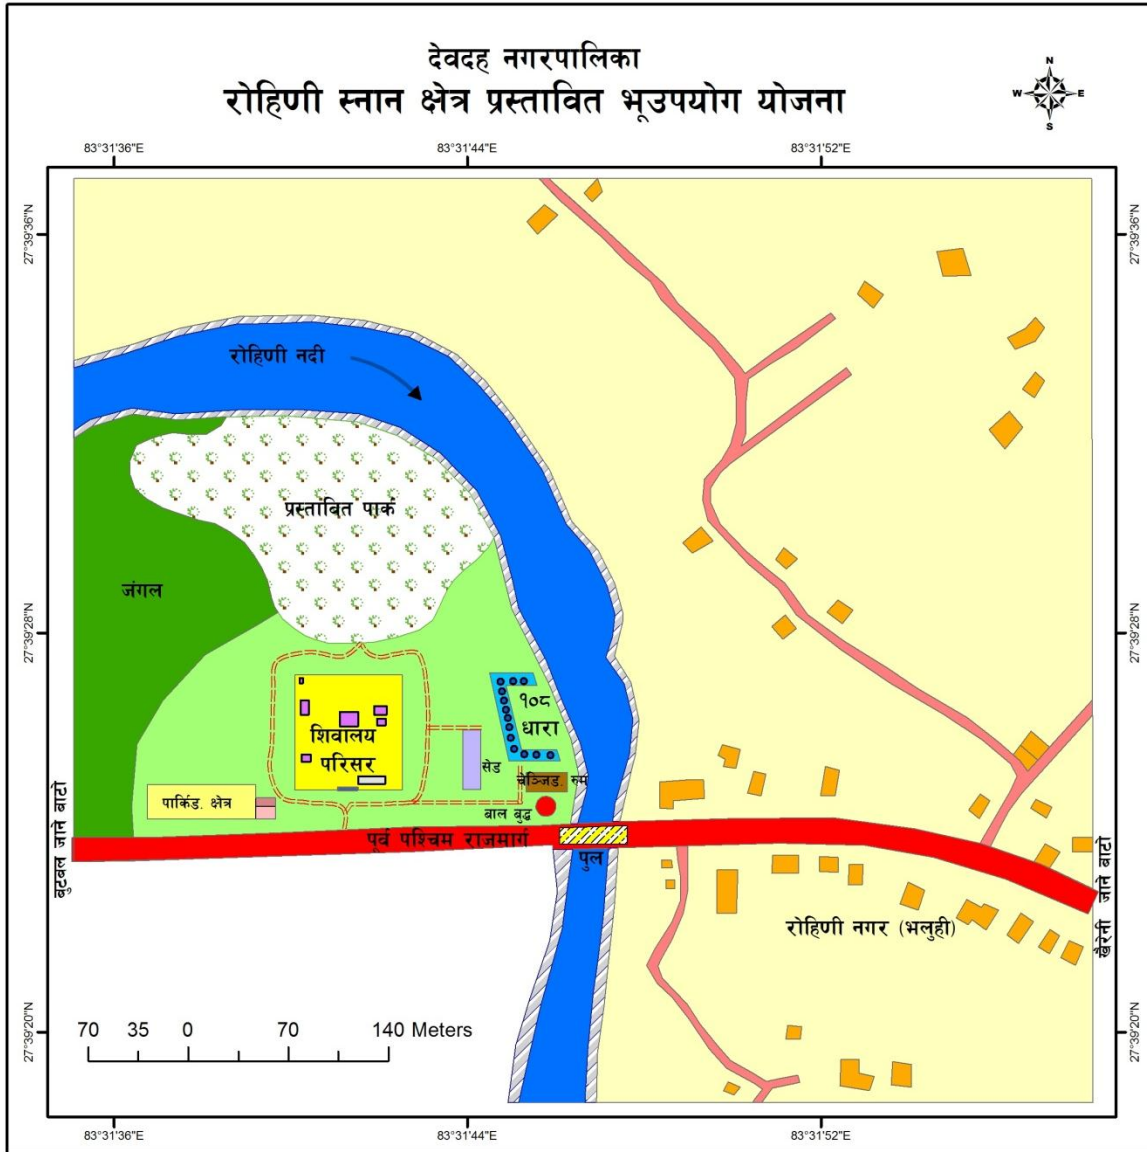 देवदह नगरपालिका
रोहिणी स्नान क्षेत्र प्रस्तावित भूउपयोग योजना
N
W E
S
83°31'36"E 83°31'44"E 83°31'52"E
27°39'36"N 27°39'36"N
रोहिणी नदी
प्रस्तावित पार्क
जंगल
27°39'28"N 27°39'28"N
१०८
धारा
शिवालय
परिसर
सेड
चेञ्जिङ. रुम
पार्किङ. क्षेत्र
बाल बुद्ध
पूर्व पश्चिम राजमार्ग
पुल
बुटवल जाने बाटो
खैरेनी जाने बाटो
रोहिणी नगर (भलुही)
27°39'20"N 27°39'20"N
70 35 0 70 140 Meters
83°31'36"E 83°31'44"E 83°31'52"E